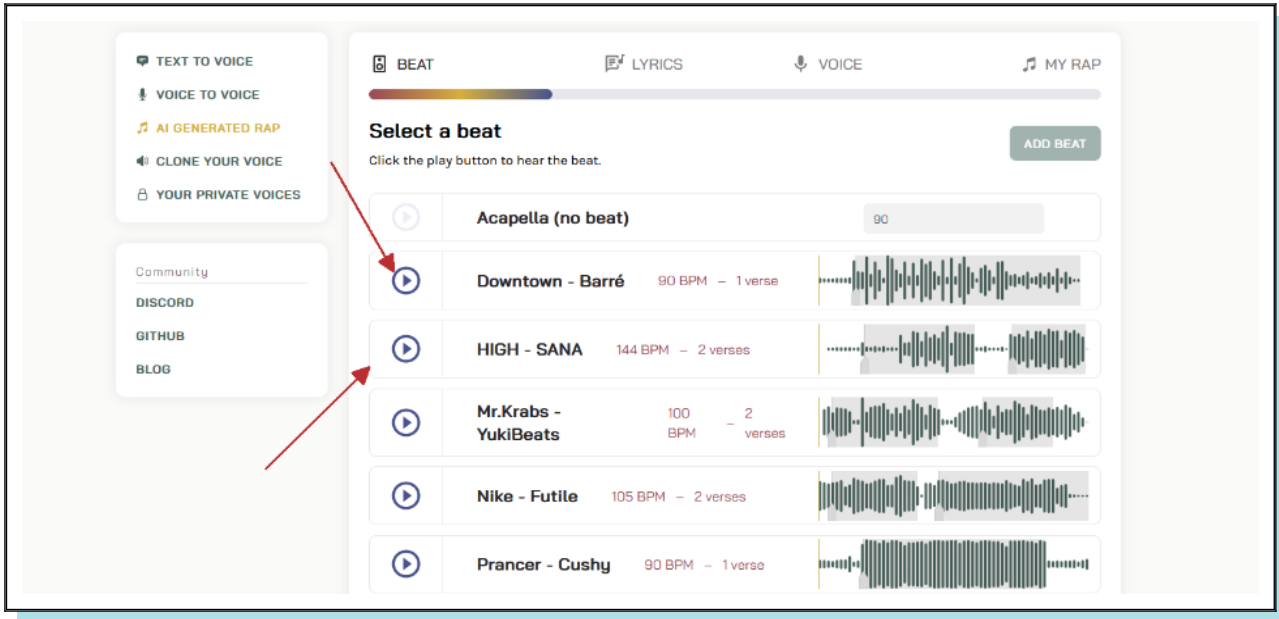 TEXT TO VOICE
VOICE TO VOICE
AI GENERATED RAP
CLONE YOUR VOICE
YOUR PRIVATE VOICES
Community
DISCORD
GITHUB
BLOG
BEAT
LYRICS
VOICE
MY RAP
Select a beat
Click the play button to hear the beat.
ADD BEAT
Acapella (no beat)
90
Downtown - Barré 90 BPM – 1 verse
HIGH - SANA 144 BPM – 2 verses
Mr.Krabs - 100 2
YukiBeats BPM – verses
Nike - Futile 105 BPM – 2 verses
Prancer - Cushy 90 BPM – 1 verse